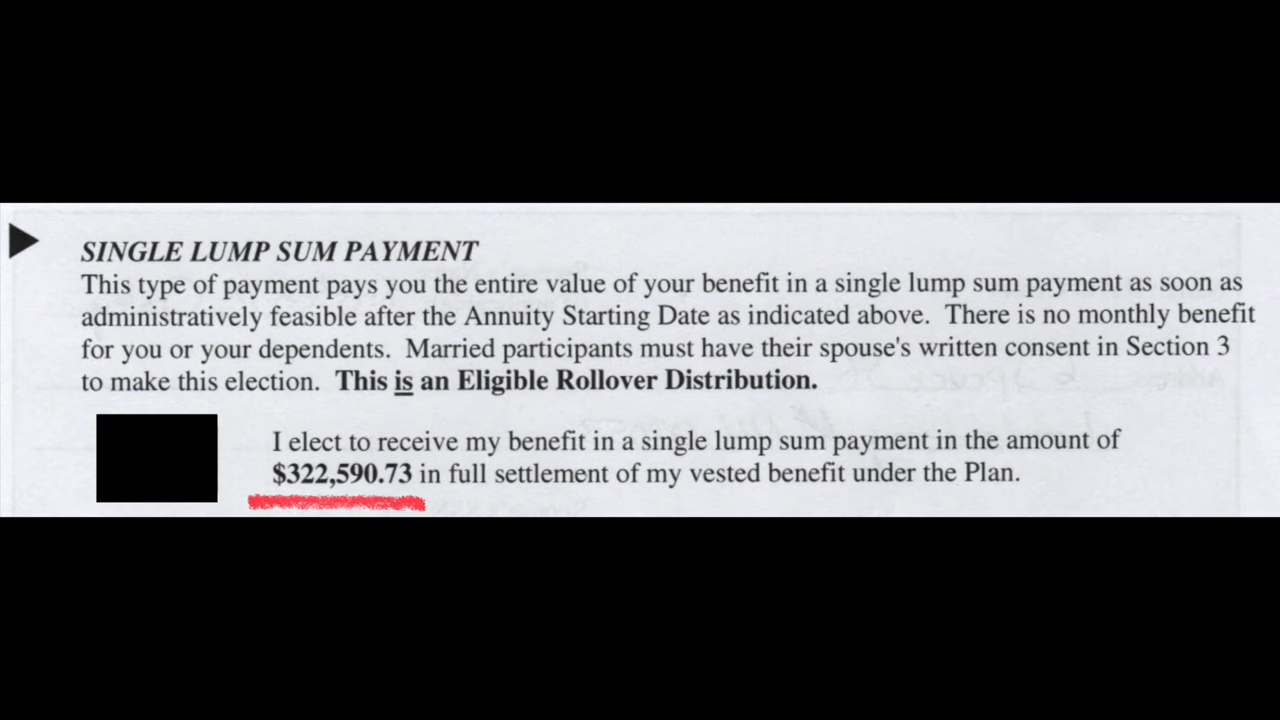 SINGLE LUMP SUM PAYMENT
This type of payment pays you the entire value of your benefit in a single lump sum payment as soon as
administratively feasible after the Annuity Starting Date as indicated above. There is no monthly benefit
for you or your dependents. Married participants must have their spouse's written consent in Section 3
to make this election. This is an Eligible Rollover Distribution.
I elect to receive my benefit in a single lump sum payment in the amount of
$322,590.73 in full settlement of my vested benefit under the Plan.